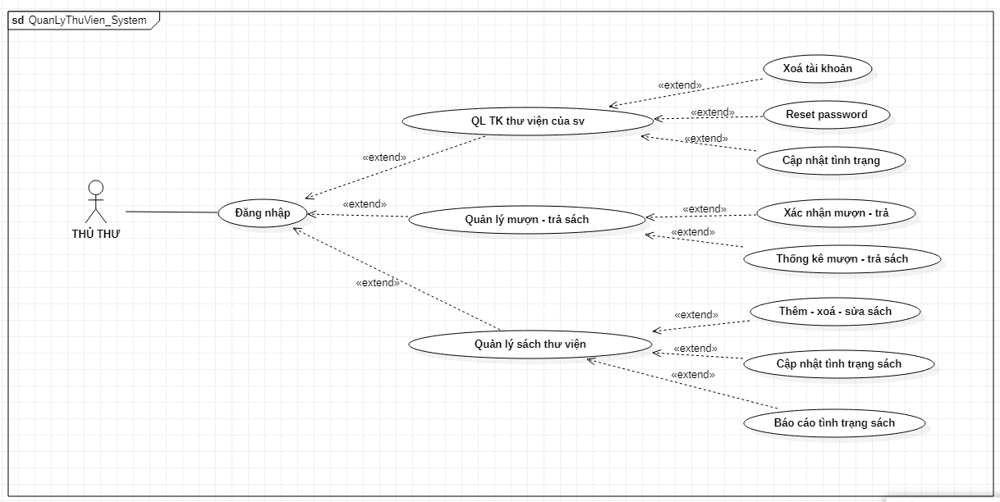 sd QuanLyThuVien_System
Xoá tài khoản
«extend»
Reset password
«extend»
QL TK thư viện của sv
«extend»
Cập nhật tình trạng
«extend»
«extend»
Đăng nhập
Quản lý mượn - trả sách
«extend»
Xác nhận mượn - trả
«extend»
Thống kê mượn - trả sách
THỦ THƯ
«extend»
«extend»
Thêm - xoá - sửa sách
Quản lý sách thư viện
«extend»
Cập nhật tình trạng sách
«extend»
Báo cáo tình trạng sách